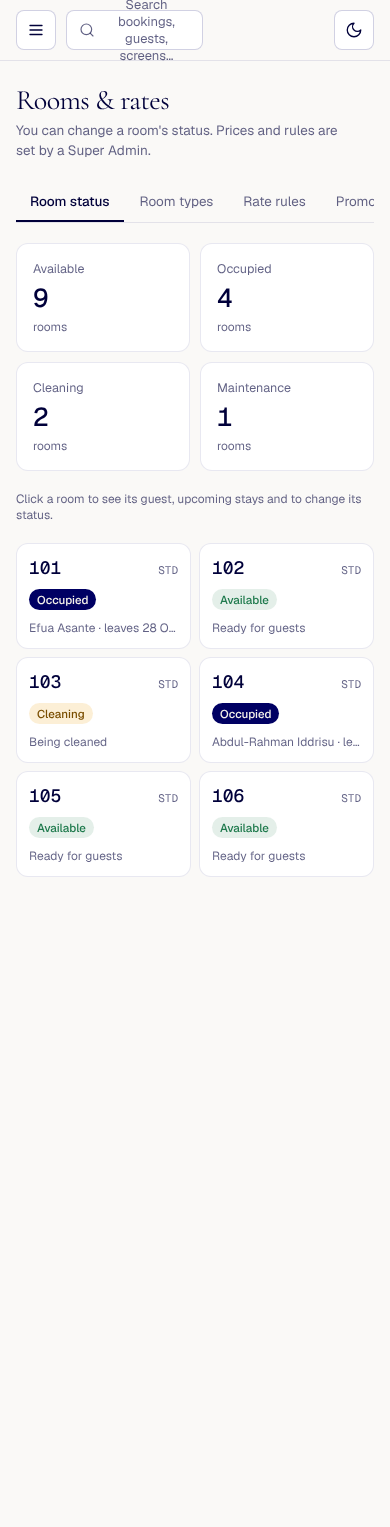 Search
bookings,
guests,
screens...
Rooms & rates
You can change a room's status. Prices and rules are
set by a Super Admin.
Room status Room types Rate rules Promo
Available Occupied
9 4
rooms rooms
Cleaning Maintenance
2 1
rooms rooms
Click a room to see its guest, upcoming stays and to change its
status.
101 STD 102 STD
Occupied Available
Efua Asante · leaves 28 O... Ready for guests
103 STD 104 STD
Cleaning Occupied
Being cleaned Abdul-Rahman Iddrisu · le...
105 STD 106 STD
Available Available
Ready for guests Ready for guests